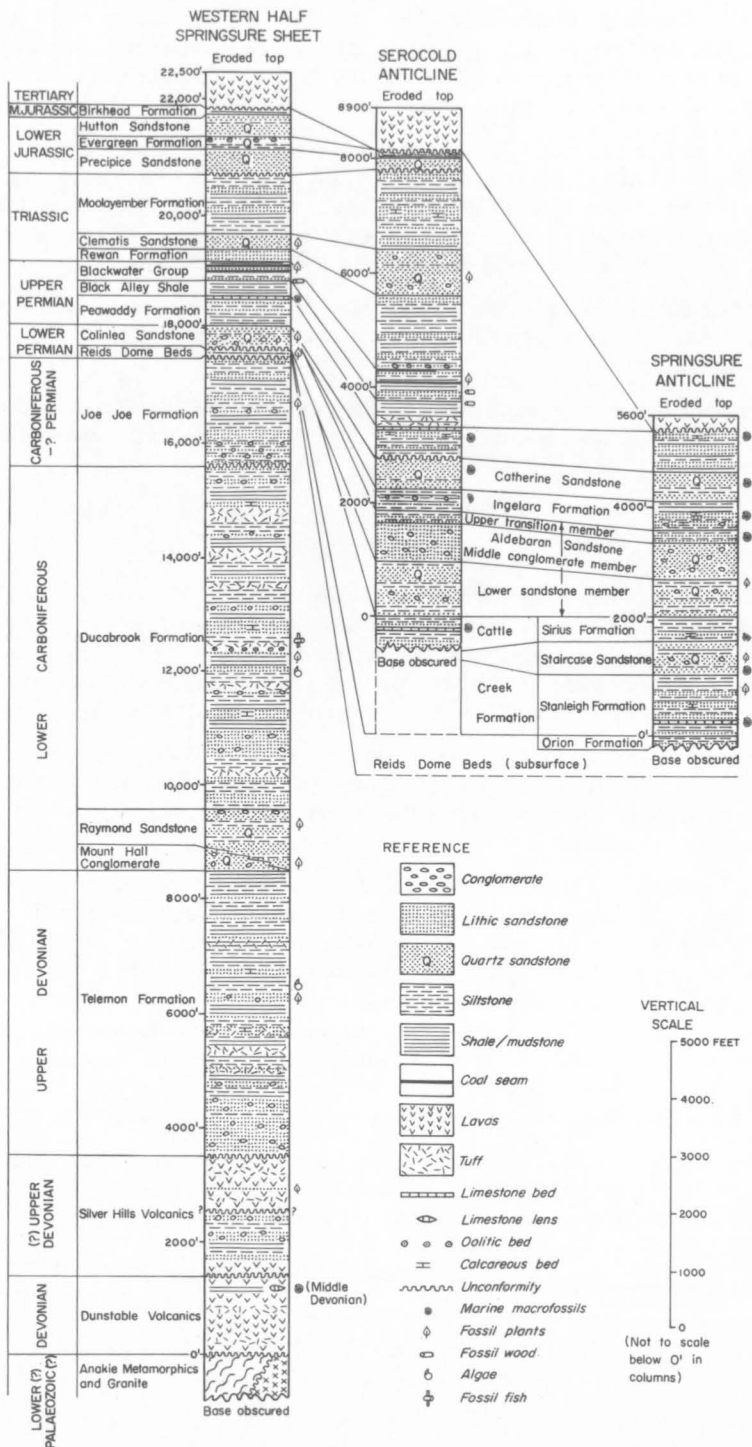 WESTERN HALF
SPRINGSURE SHEET
Eroded top
22,500'
22,000'
20,000'
18,000'
16,000'
14,000'
12,000'
10,000'
8000'
6000'
4000'
2000'
0'
Base obscured
TERTIARY
M.JURASSIC
Birkhead Formation
LOWER
JURASSIC
Hutton Sandstone
Evergreen Formation
Precipice Sandstone
TRIASSIC
Moolayember Formation
Clematis Sandstone
Rewan Formation
UPPER
PERMIAN
Blackwater Group
Black Alley Shale
Peawaddy Formation
LOWER
PERMIAN
Colinlea Sandstone
Reids Dome Beds
CARBONIFEROUS
-? PERMIAN
Joe Joe Formation
LOWER CARBONIFEROUS
Ducabrook Formation
Raymond Sandstone
Mount Hall
Conglomerate
UPPER DEVONIAN
Telemon Formation
(?) UPPER
DEVONIAN
Silver Hills Volcanics ?
?
DEVONIAN
Dunstable Volcanics
(Middle
Devonian)
LOWER (?)
PALAEOZOIC(?)
Anakie Metamorphics
and Granite
SEROCOLD
ANTICLINE
Eroded top
8900'
8000'
6000'
4000'
2000'
0'
Base obscured
SPRINGSURE
ANTICLINE
Eroded top
5600'
4000'
2000'
0'
Base obscured
Catherine Sandstone
Ingelara Formation
Upper transition member
Aldebaran Sandstone
Middle conglomerate member
Lower sandstone member
Cattle
Creek
Formation
Sirius Formation
Staircase Sandstone
Stanleigh Formation
Orion Formation
Reids Dome Beds (subsurface)
REFERENCE
Conglomerate
Lithic sandstone
Q Quartz sandstone
Siltstone
Shale/mudstone
Coal seam
Lavas
Tuff
Limestone bed
Limestone lens
Oolitic bed
Calcareous bed
Unconformity
Marine macrofossils
Fossil plants
Fossil wood
Algae
Fossil fish
VERTICAL
SCALE
5000 FEET
4000
3000
2000
1000
0
(Not to scale
below 0' in
columns)